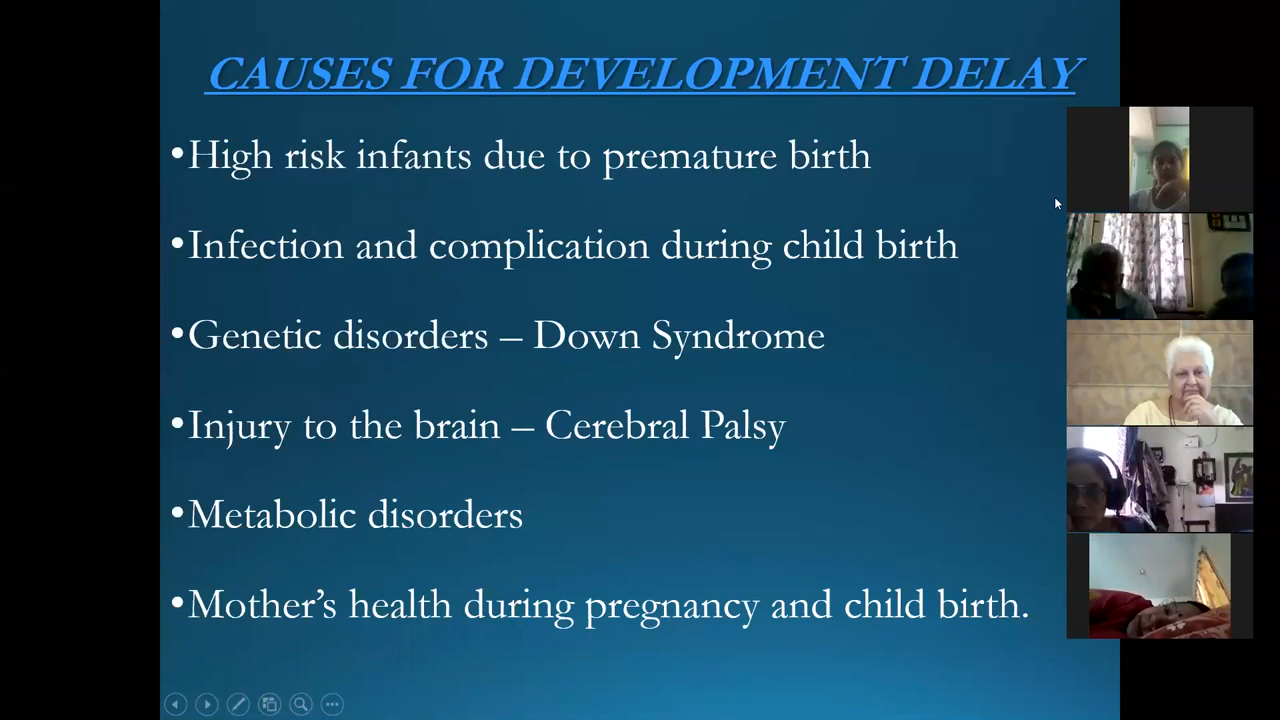 CAUSES FOR DEVELOPMENT DELAY
•High risk infants due to premature birth
•Infection and complication during child birth
•Genetic disorders – Down Syndrome
•Injury to the brain – Cerebral Palsy
•Metabolic disorders
•Mother’s health during pregnancy and child birth.